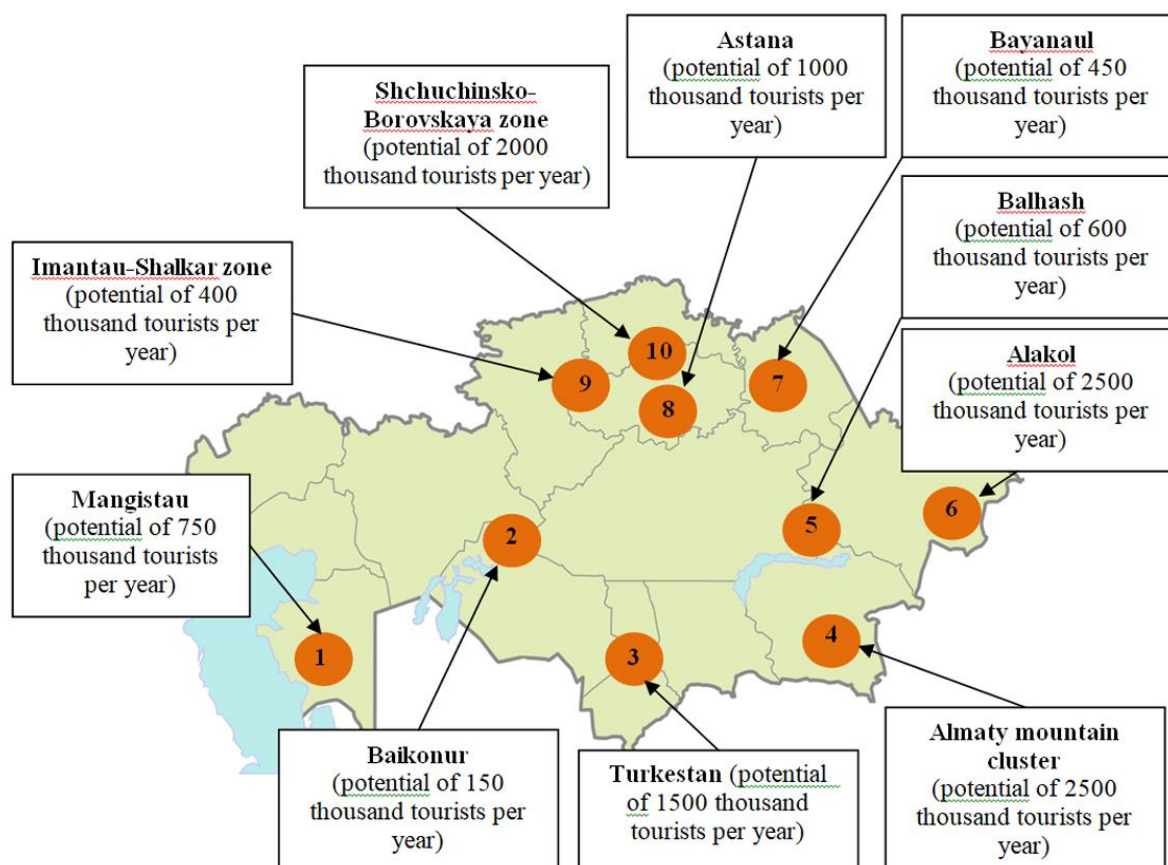 Astana
(potential of 1000
thousand tourists per
year)
Bayanaul
(potential of 450
thousand tourists per
year)
Shchuchinsko-
Borovskaya zone
(potential of 2000
thousand tourists per year)
Balhash
(potential of 600
thousand tourists per
year)
Imantau-Shalkar zone
(potential of 400
thousand tourists per
year)
Alakol
(potential of 2500
thousand tourists per
year)
10
9
7
8
Mangistau
(potential of 750
thousand tourists
per year)
6
5
2
4
3
1
Baikonur
(potential of 150
thousand tourists per
year)
Turkestan (potential
of 1500 thousand
tourists per year)
Almaty mountain
cluster
(potential of 2500
thousand tourists per
year)